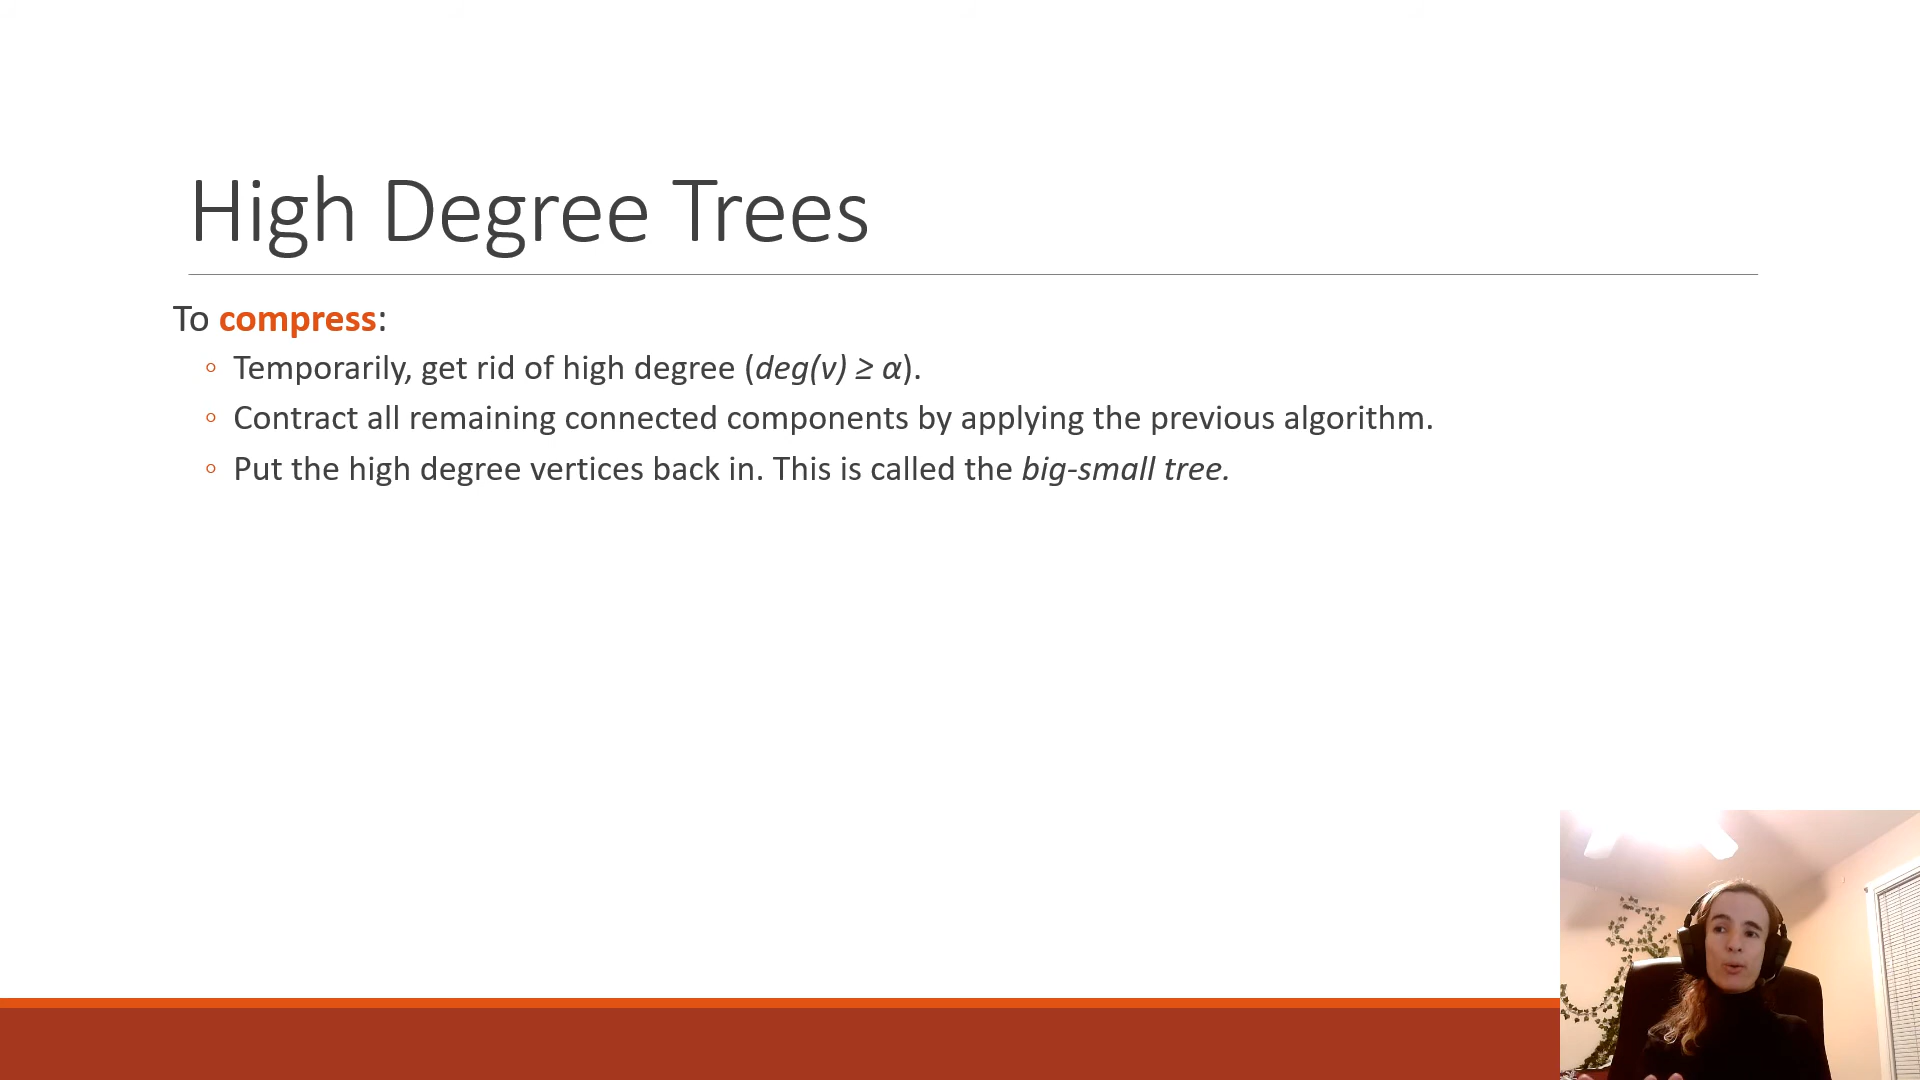 High Degree Trees
To compress:
◦ Temporarily, get rid of high degree (deg(v) ≥ α).
◦ Contract all remaining connected components by applying the previous algorithm.
◦ Put the high degree vertices back in. This is called the big-small tree.